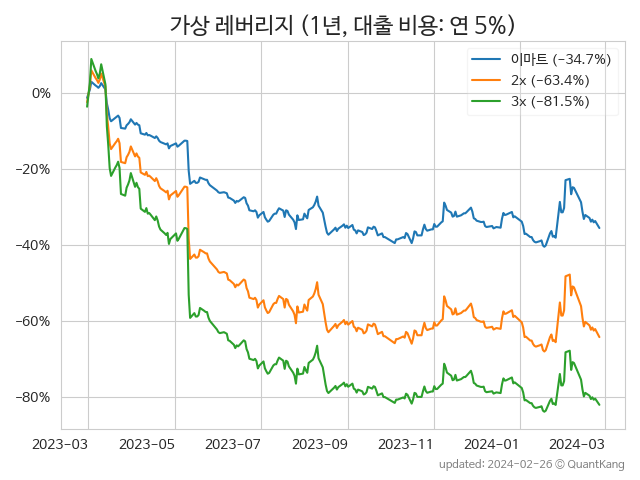 가상 레버리지 (1년, 대출 비용: 연 5%)
이마트 (−34.7%)
2x (−63.4%)
3x (−81.5%)
0%
−20%
−40%
−60%
−80%
2023−03 2023−05 2023−07 2023−09 2023−11 2024−01 2024−03
updated: 2024-02-26 © QuantKang